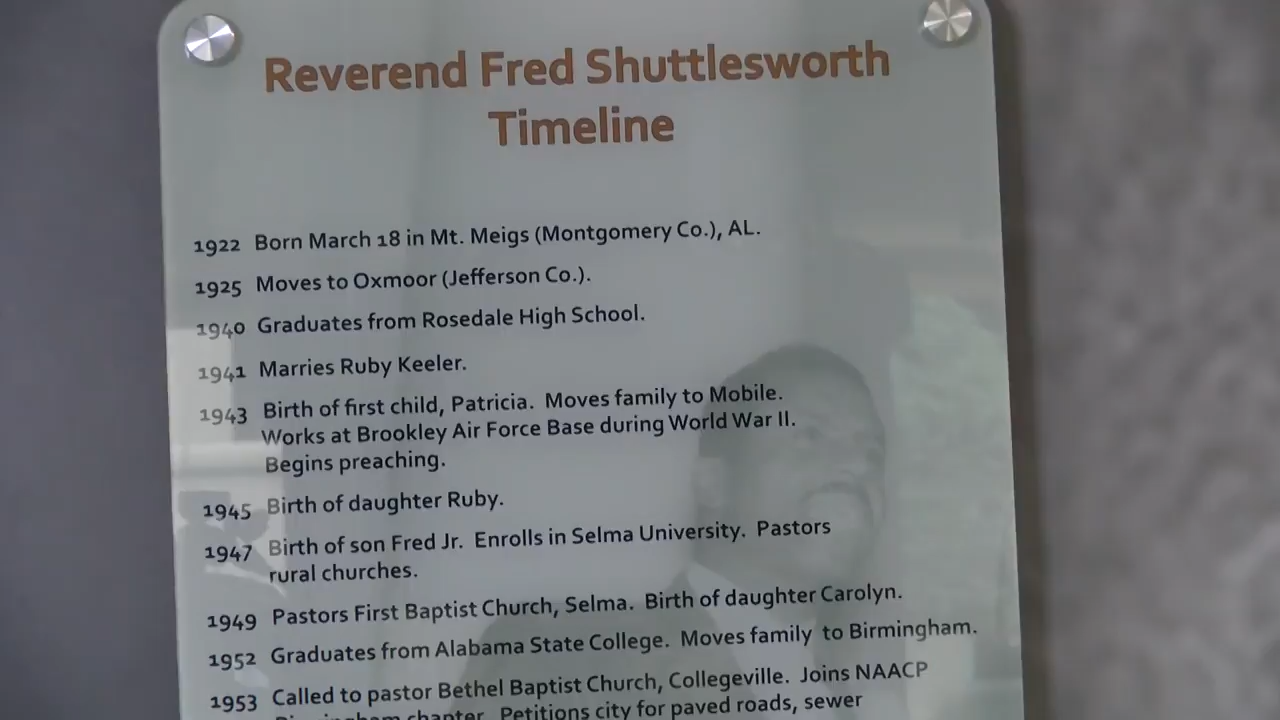 Reverend Fred Shuttlesworth
Timeline
1922 Born March 18 in Mt. Meigs (Montgomery Co.), AL.
1925 Moves to Oxmoor (Jefferson Co.).
1940 Graduates from Rosedale High School.
1941 Marries Ruby Keeler.
1943 Birth of first child, Patricia. Moves family to Mobile.
Works at Brookley Air Force Base during World War II.
Begins preaching.
1945 Birth of daughter Ruby.
1947 Birth of son Fred Jr. Enrolls in Selma University. Pastors
rural churches.
1949 Pastors First Baptist Church, Selma. Birth of daughter Carolyn.
1952 Graduates from Alabama State College. Moves family to Birmingham.
1953 Called to pastor Bethel Baptist Church, Collegeville. Joins NAACP
Birmingham chapter. Petitions city for paved roads, sewer